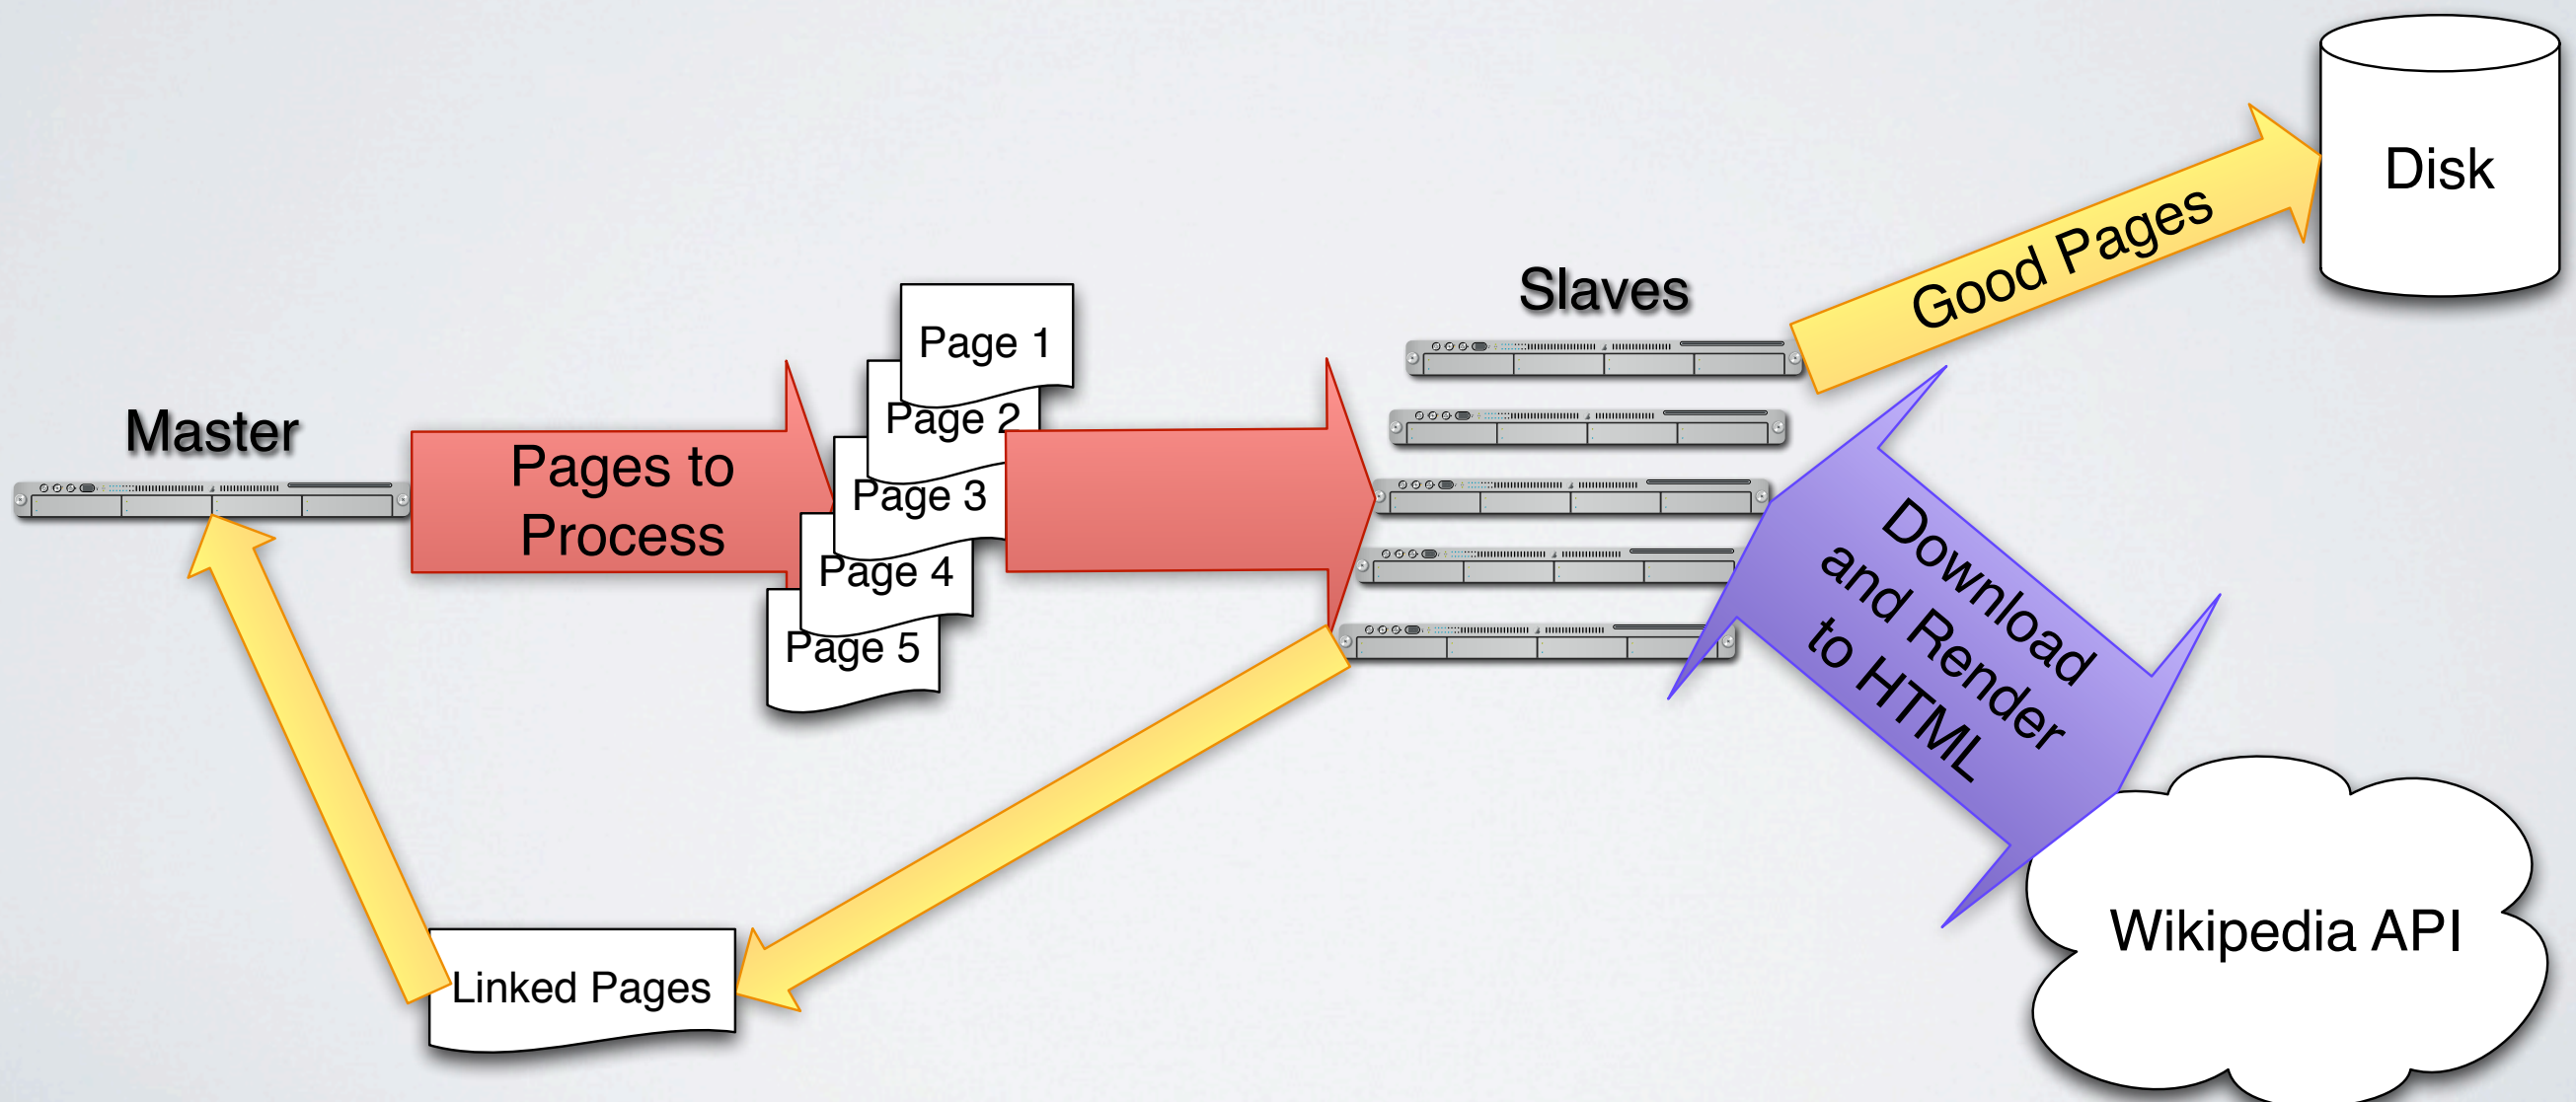 Master
Pages to
Process
Page 1
Page 2
Page 3
Page 4
Page 5
Slaves
Good Pages
Disk
Download
and Render
to HTML
Wikipedia API
Linked Pages